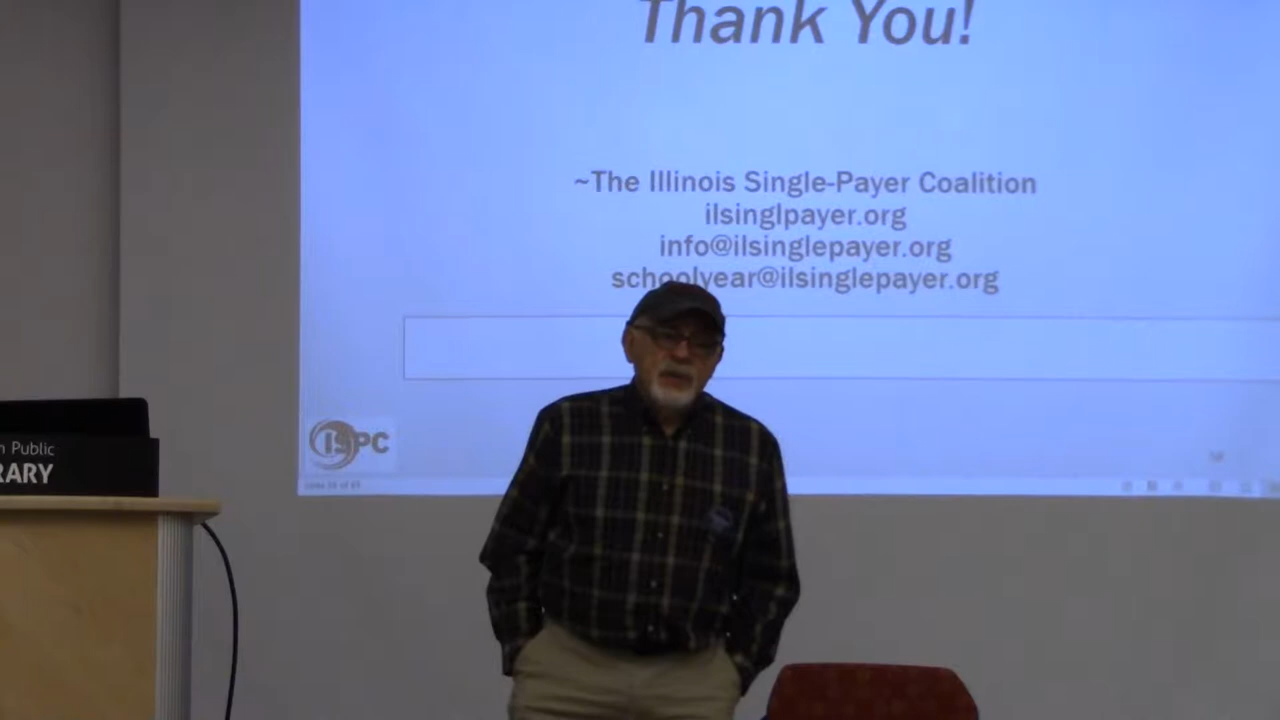 Thank You!
~The Illinois Single-Payer Coalition
ilsinglpayer.org
info@ilsinglepayer.org
schoolyear@ilsinglepayer.org
ISPC
n Public
RARY